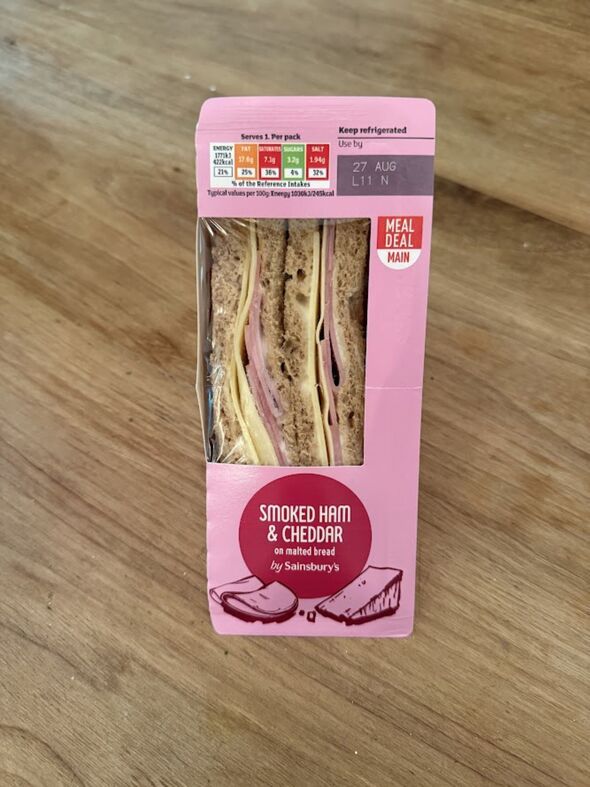 Serves 1. Per pack
ENERGY FAT SATURATES SUGARS SALT
1771kJ
422kcal 17.6g 7.1g 3.2g 1.94g
21% 25% 36% 4% 32%
% of the Reference Intakes
Typical values per 100g: Energy 1030kJ/245kcal
Keep refrigerated
Use by
27 AUG
L11 N
MEAL
DEAL
MAIN
SMOKED HAM
& CHEDDAR
on malted bread
by Sainsbury's